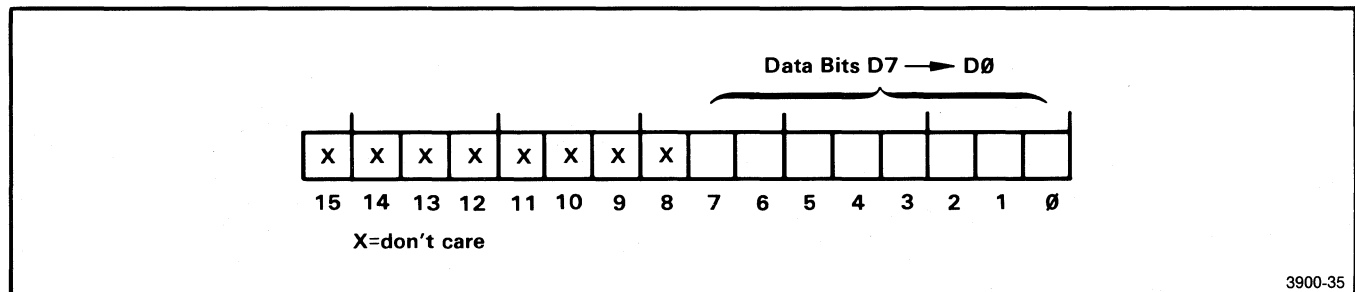 Data Bits D7 → DØ
X X X X X X X X
15 14 13 12 11 10 9 8 7 6 5 4 3 2 1 Ø
X=don't care
3900-35